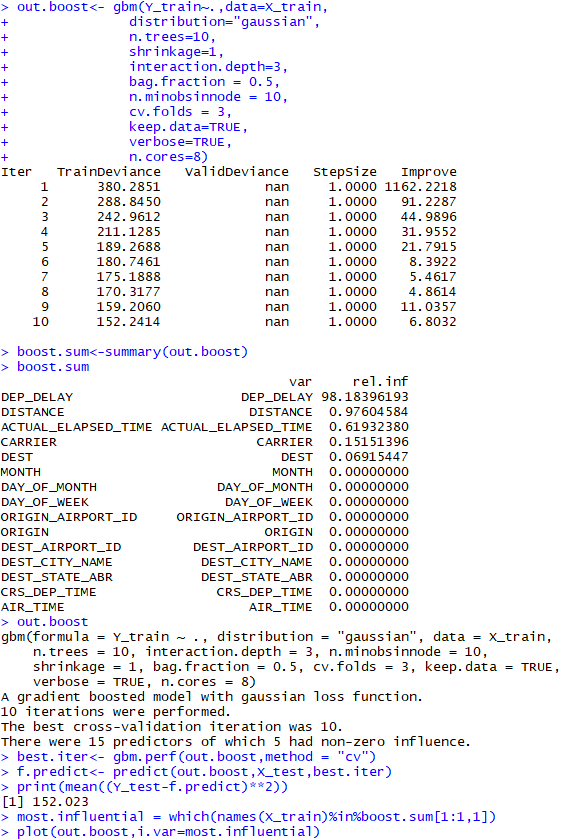 > out.boost<- gbm(Y_train~.,data=X_train,
+ distribution="gaussian",
+ n.trees=10,
+ shrinkage=1,
+ interaction.depth=3,
+ bag.fraction = 0.5,
+ n.minobsinnode = 10,
+ cv.folds = 3,
+ keep.data=TRUE,
+ verbose=TRUE,
+ n.cores=8)
Iter TrainDeviance ValidDeviance StepSize Improve
1 380.2851 nan 1.0000 1162.2218
2 288.8450 nan 1.0000 91.2287
3 242.9612 nan 1.0000 44.9896
4 211.1285 nan 1.0000 31.9552
5 189.2688 nan 1.0000 21.7915
6 180.7461 nan 1.0000 8.3922
7 175.1888 nan 1.0000 5.4617
8 170.3177 nan 1.0000 4.8614
9 159.2060 nan 1.0000 11.0357
10 152.2414 nan 1.0000 6.8032
> boost.sum<-summary(out.boost)
> boost.sum
var rel.inf
DEP_DELAY DEP_DELAY 98.18396193
DISTANCE DISTANCE 0.97604584
ACTUAL_ELAPSED_TIME ACTUAL_ELAPSED_TIME 0.61932380
CARRIER CARRIER 0.15151396
DEST DEST 0.06915447
MONTH MONTH 0.00000000
DAY_OF_MONTH DAY_OF_MONTH 0.00000000
DAY_OF_WEEK DAY_OF_WEEK 0.00000000
ORIGIN_AIRPORT_ID ORIGIN_AIRPORT_ID 0.00000000
ORIGIN ORIGIN 0.00000000
DEST_AIRPORT_ID DEST_AIRPORT_ID 0.00000000
DEST_CITY_NAME DEST_CITY_NAME 0.00000000
DEST_STATE_ABR DEST_STATE_ABR 0.00000000
CRS_DEP_TIME CRS_DEP_TIME 0.00000000
AIR_TIME AIR_TIME 0.00000000
> out.boost
gbm(formula = Y_train ~ ., distribution = "gaussian", data = X_train,
n.trees = 10, interaction.depth = 3, n.minobsinnode = 10,
shrinkage = 1, bag.fraction = 0.5, cv.folds = 3, keep.data = TRUE,
verbose = TRUE, n.cores = 8)
A gradient boosted model with gaussian loss function.
10 iterations were performed.
The best cross-validation iteration was 10.
There were 15 predictors of which 5 had non-zero influence.
> best.iter<- gbm.perf(out.boost,method = "cv")
> f.predict<- predict(out.boost,X_test,best.iter)
> print(mean((Y_test-f.predict)**2))
[1] 152.023
> most.influential = which(names(X_train)%in%boost.sum[1:1,1])
> plot(out.boost,i.var=most.influential)